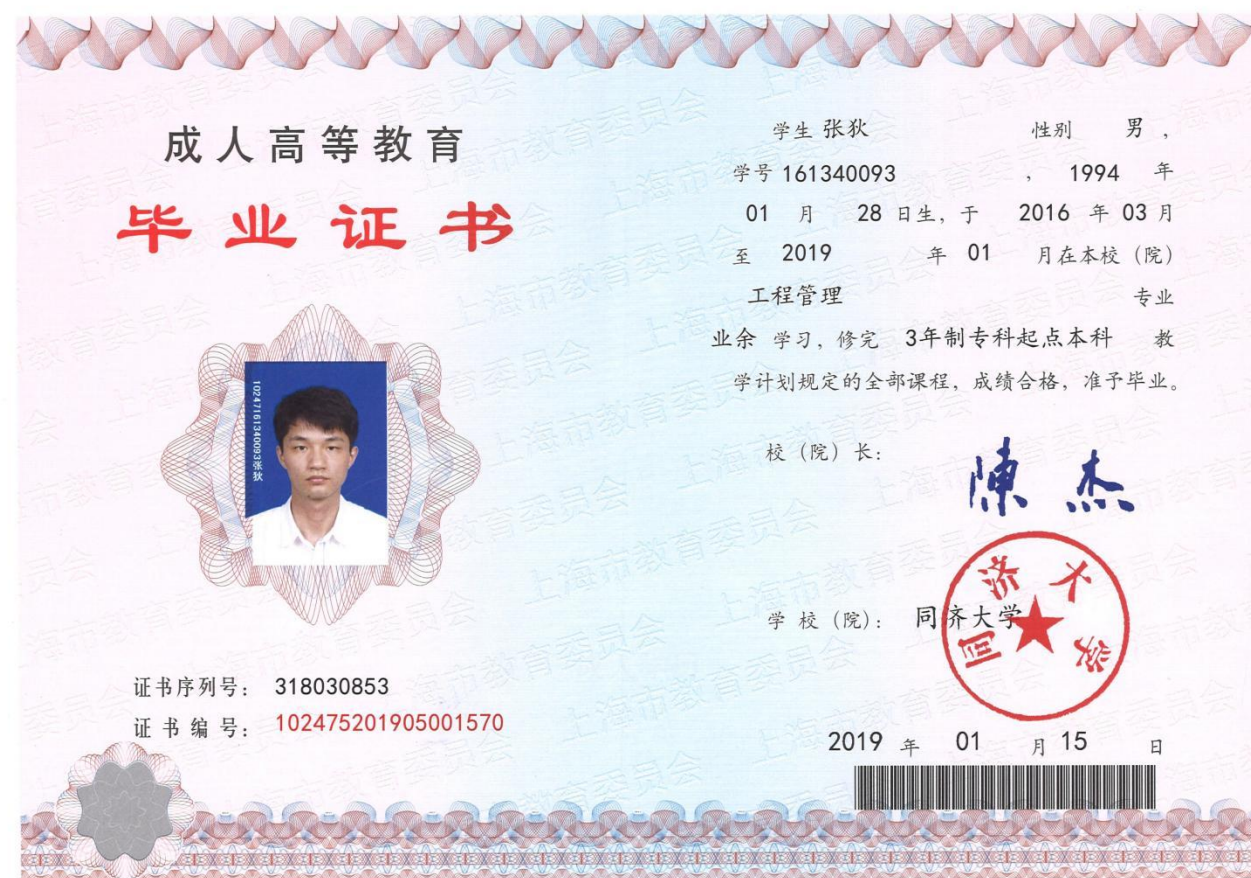 成人高等教育
毕业证书
102471613400093张狄
证书序列号： 318030853
证书编号： 102475201905001570
学生 张狄 性别 男 ，
学号 161340093 ， 1994 年
01 月 28 日生，于 2016 年 03 月
至 2019 年 01 月在本校（院）
工程管理 专业
业余 学习，修完 3年制专科起点本科 教
学计划规定的全部课程，成绩合格，准予毕业。
校（院）长：
陳杰
学校（院）： 同济大学
同济大学
2019 年 01 月 15 日
上海市教育委员会